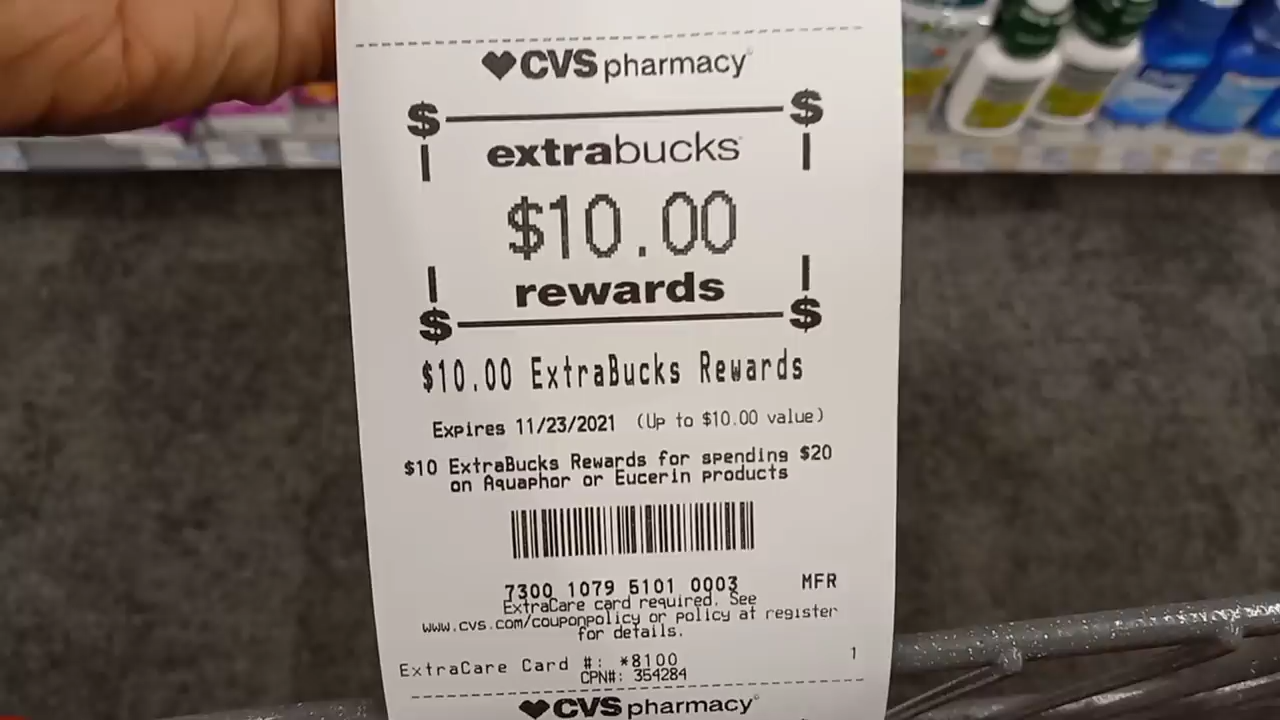 CVS pharmacy
$ $
extrabucks
$10.00
rewards
$ $
$10.00 ExtraBucks Rewards
Expires 11/23/2021 (Up to $10.00 value)
$10 ExtraBucks Rewards for spending $20
on Aquaphor or Eucerin products
7300 1079 5101 0003 MFR
ExtraCare card required. See
www.cvs.com/couponpolicy or policy at register
for details.
ExtraCare Card #: *8100 1
CPN#: 354284
CVS pharmacy